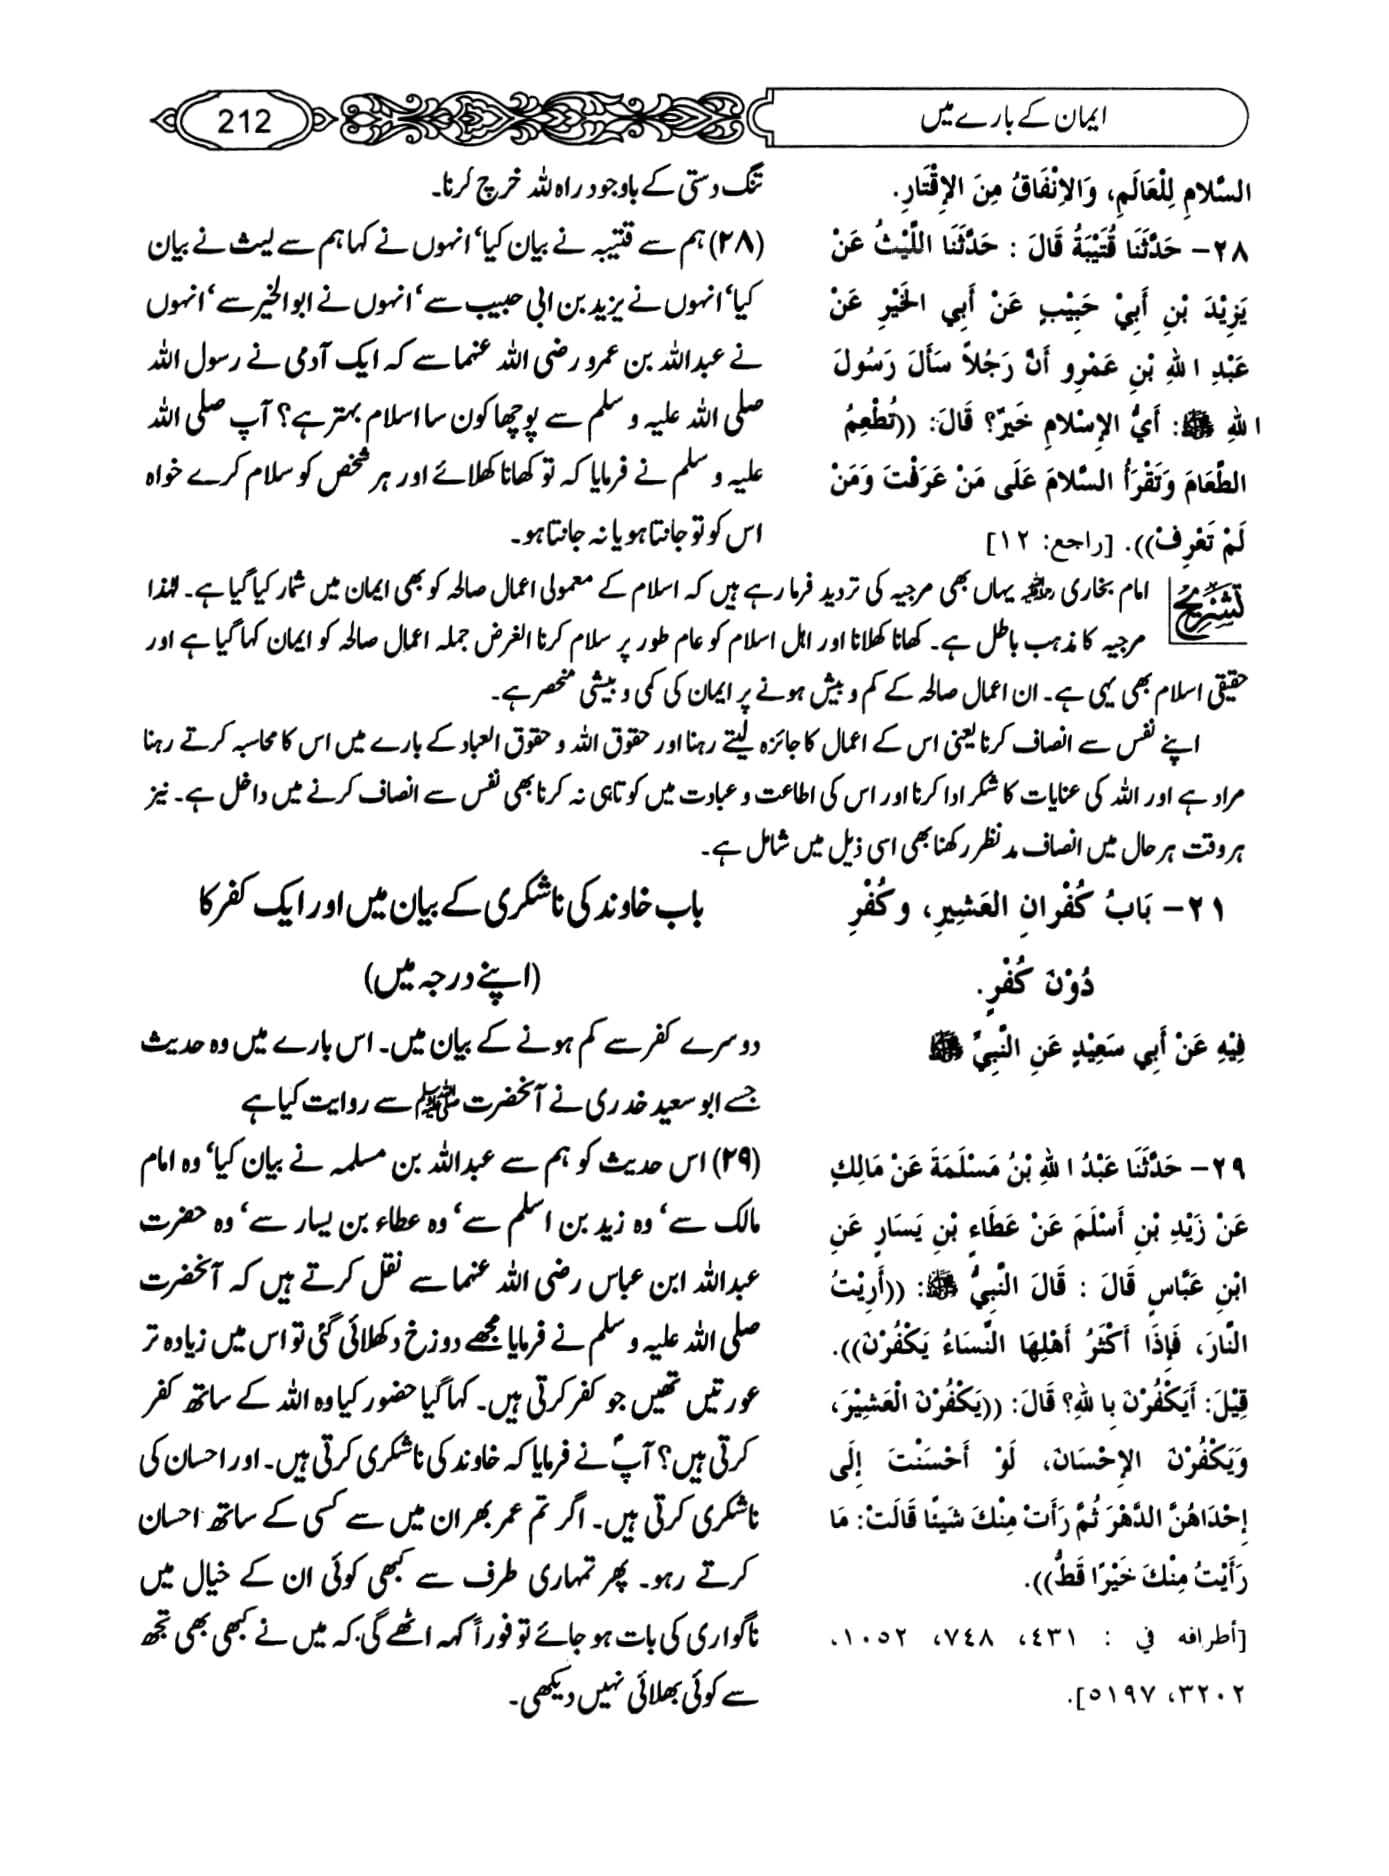 ایمان کے بارے میں
212
السَّلامِ لِلْعَالَمِ، وَالإِنْفَاقُ مِنَ الإِقْتَارِ.
٢٨- حَدَّثَنَا قُتَيْبَةُ قَالَ : حَدَّثَنَا اللَّيْثُ عَنْ
يَزِيْدَ بْنِ أَبِيْ حَبِيْبٍ عَنْ أَبِي الخَيْرِ عَنْ
عَبْدِ اللهِ بْنِ عَمْرٍو أَنَّ رَجُلاً سَأَلَ رَسُولَ
اللهِ ﷺ: أَيُّ الإِسْلامِ خَيرٌ؟ قَالَ: ((تُطْعِمُ
الطَّعَامَ وَتَقْرَأُ السَّلامَ عَلَى مَنْ عَرَفْتَ وَمَنْ
لَمْ تَعْرِفْ)). [راجع: ١٢]
تنگ دستی کے باوجود راہ للہ خرچ کرنا۔
(۲۸) ہم سے قتیبہ نے بیان کیا‘ انہوں نے کہا ہم سے لیث نے بیان
کیا‘ انہوں نے یزید بن ابی حبیب سے‘ انہوں نے ابوالخیر سے‘ انہوں
نے عبداللہ بن عمرو رضی اللہ عنہما سے کہ ایک آدمی نے رسول اللہ
صلی اللہ علیہ و سلم سے پوچھا کون سا اسلام بہتر ہے؟ آپ صلی اللہ
علیہ و سلم نے فرمایا کہ تو کھانا کھلائے اور ہر شخص کو سلام کرے خواہ
اس کو تو جانتا ہو یا نہ جانتا ہو۔
تشریح
امام بخاری رحمۃ اللہ علیہ یہاں بھی مرجیہ کی تردید فرما رہے ہیں کہ اسلام کے معمولی اعمال صالحہ کو بھی ایمان میں شمار کیا گیا ہے۔ لہٰذا
مرجیہ کا مذہب باطل ہے۔ کھانا کھلانا اور اہل اسلام کو عام طور پر سلام کرنا الغرض جملہ اعمال صالحہ کو ایمان کہا گیا ہے اور
حقیقی اسلام بھی یہی ہے۔ ان اعمال صالحہ کے کم و بیش ہونے پر ایمان کی کمی و بیشی منحصر ہے۔
اپنے نفس سے انصاف کرنا یعنی اس کے اعمال کا جائزہ لیتے رہنا اور حقوق اللہ و حقوق العباد کے بارے میں اس کا محاسبہ کرتے رہنا
مراد ہے اور اللہ کی عنایات کا شکر ادا کرنا اور اس کی اطاعت و عبادت میں کوتاہی نہ کرنا بھی نفس سے انصاف کرنے میں داخل ہے۔ نیز
ہر وقت ہر حال میں انصاف مد نظر رکھنا بھی اسی ذیل میں شامل ہے۔
٢١- بَابُ كُفْرانِ العَشِيرِ، وكُفْرٍ
دُوْنَ كُفْرٍ.
فِيْهِ عَنْ أَبِي سَعِيْدٍ عَنِ النَّبِيِّ ﷺ
باب خاوند کی ناشکری کے بیان میں اور ایک کفر کا
(اپنے درجہ میں)
دوسرے کفر سے کم ہونے کے بیان میں۔ اس بارے میں وہ حدیث
جسے ابو سعید خدری نے آنحضرت ﷺ سے روایت کیا ہے
٢٩- حَدَّثَنَا عَبْدُ اللهِ بْنُ مَسْلَمَةَ عَنْ مَالِكٍ
عَنْ زَيْدِ بْنِ أَسْلَمَ عَنْ عَطَاءِ بْنِ يَسَارٍ عَنِ
ابْنِ عَبَّاسٍ قَالَ : قَالَ النَّبِيُّ ﷺ: ((أُرِيْتُ
النَّارَ، فَإِذَا أَكْثَرُ أَهْلِهَا النِّسَاءُ يَكْفُرْنَ)).
قِيْلَ: أَيَكْفُرْنَ بِاللهِ؟ قَالَ: ((يَكْفُرْنَ الْعَشِيْرَ،
وَيَكْفُرْنَ الإِحْسَانَ، لَوْ أَحْسَنْتَ إِلَى
إِحْدَاهُنَّ الدَّهْرَ ثُمَّ رَأَتْ مِنْكَ شَيْئًا قَالَتْ: مَا
رَأَيْتُ مِنْكَ خَيْرًا قَطُّ)).
[أطرافه في : ٤٣١، ٧٤٨، ١٠٥٢،
٣٢٠٢، ٥١٩٧].
(۲۹) اس حدیث کو ہم سے عبداللہ بن مسلمہ نے بیان کیا‘ وہ امام
مالک سے‘ وہ زید بن اسلم سے‘ وہ عطاء بن یسار سے‘ وہ حضرت
عبداللہ ابن عباس رضی اللہ عنہما سے نقل کرتے ہیں کہ آنحضرت
صلی اللہ علیہ و سلم نے فرمایا مجھے دوزخ دکھلائی گئی تو اس میں زیادہ تر
عورتیں تھیں جو کفر کرتی ہیں۔ کہا گیا حضور کیا وہ اللہ کے ساتھ کفر
کرتی ہیں؟ آپؐ نے فرمایا کہ خاوند کی ناشکری کرتی ہیں۔ اور احسان کی
ناشکری کرتی ہیں۔ اگر تم عمر بھر ان میں سے کسی کے ساتھ احسان
کرتے رہو۔ پھر تمہاری طرف سے کبھی کوئی ان کے خیال میں
ناگواری کی بات ہو جائے تو فوراً کہہ اٹھے گی کہ میں نے کبھی بھی تجھ
سے کوئی بھلائی نہیں دیکھی۔